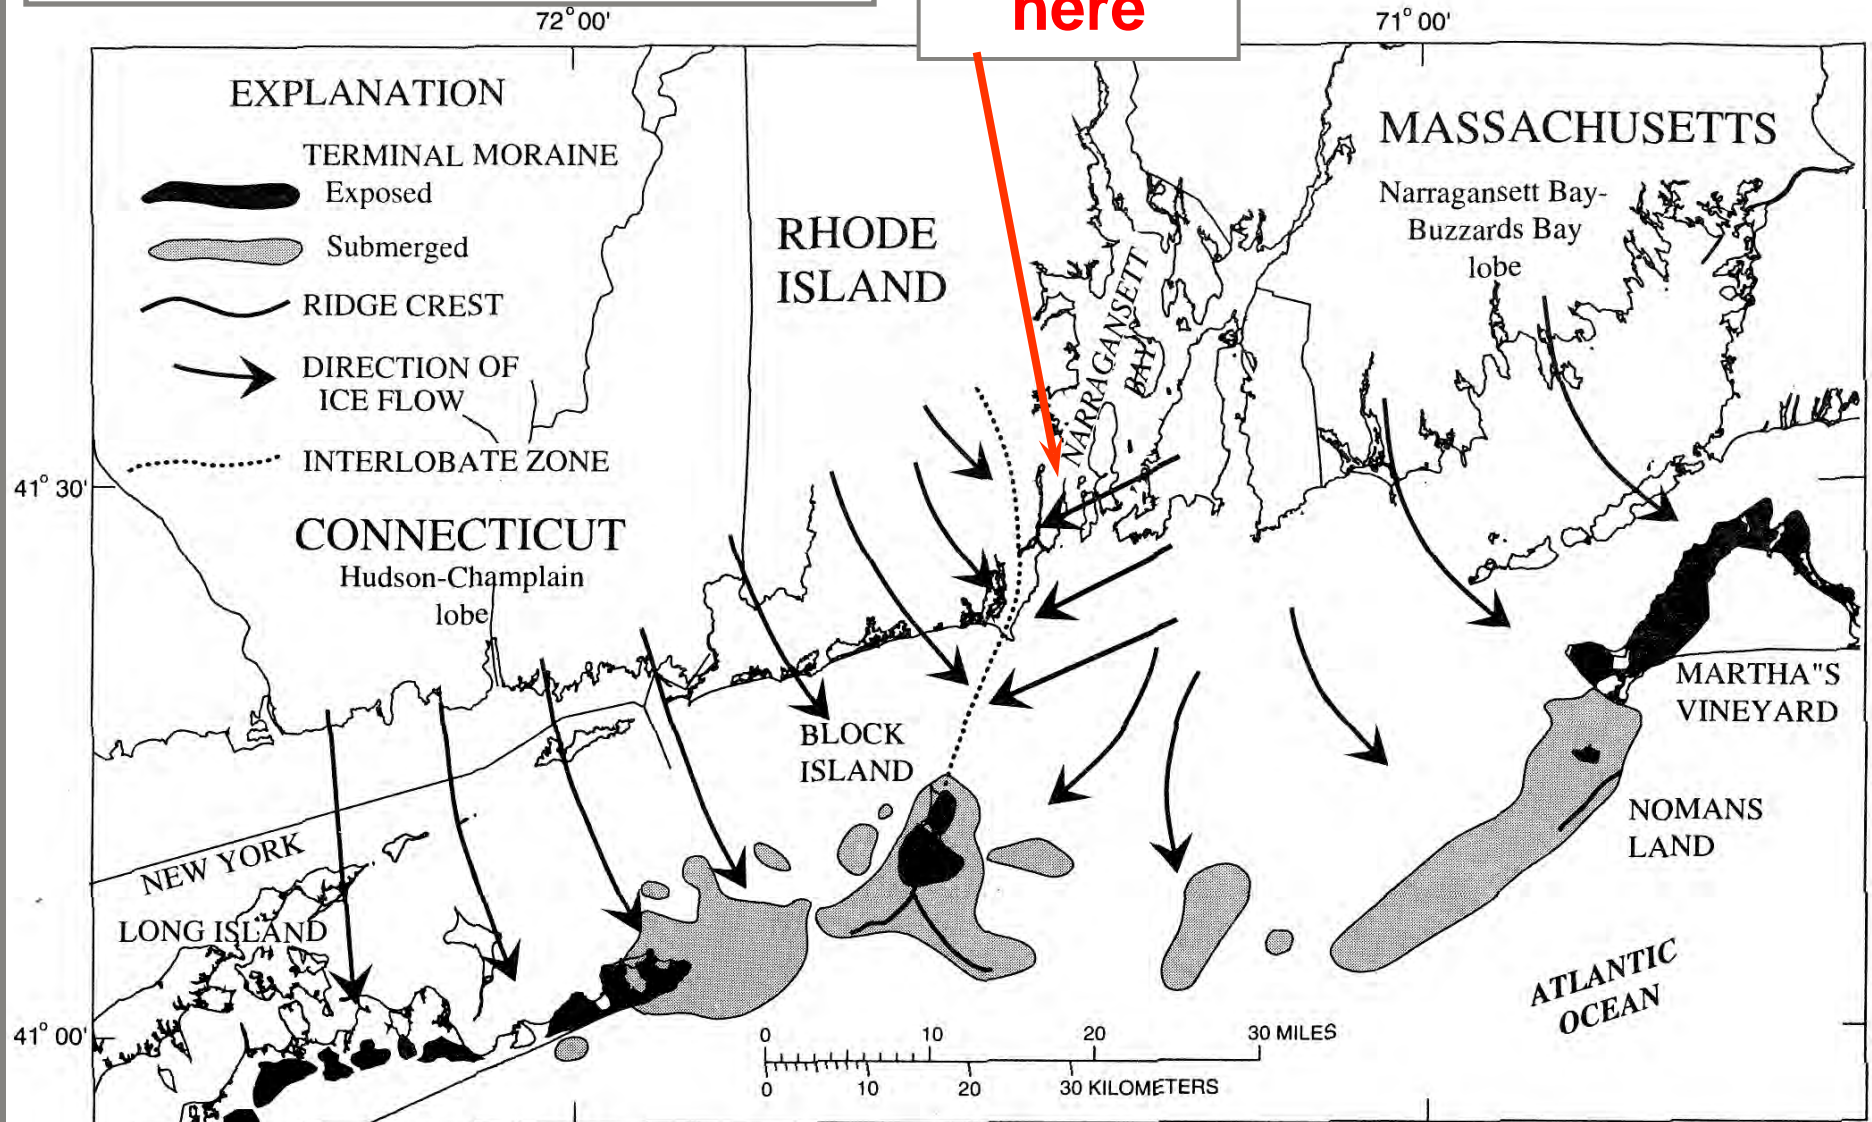 here
72°00'
71°00'
EXPLANATION
TERMINAL MORAINE
Exposed
Submerged
RIDGE CREST
DIRECTION OF
ICE FLOW
INTERLOBATE ZONE
RHODE
ISLAND
MASSACHUSETTS
Narragansett Bay-
Buzzards Bay
lobe
NARRAGANSETT
BAY
41°30'
CONNECTICUT
Hudson-Champlain
lobe
BLOCK
ISLAND
MARTHA"S
VINEYARD
NOMANS
LAND
NEW YORK
LONG ISLAND
ATLANTIC
OCEAN
41°00'
0 10 20 30 MILES
0 10 20 30 KILOMETERS